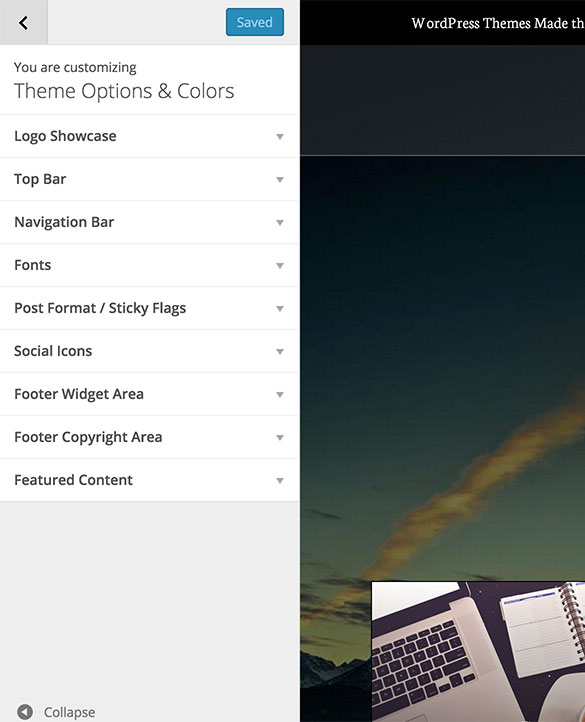 Saved
WordPress Themes Made th
You are customizing
Theme Options & Colors
Logo Showcase
Top Bar
Navigation Bar
Fonts
Post Format / Sticky Flags
Social Icons
Footer Widget Area
Footer Copyright Area
Featured Content
Collapse